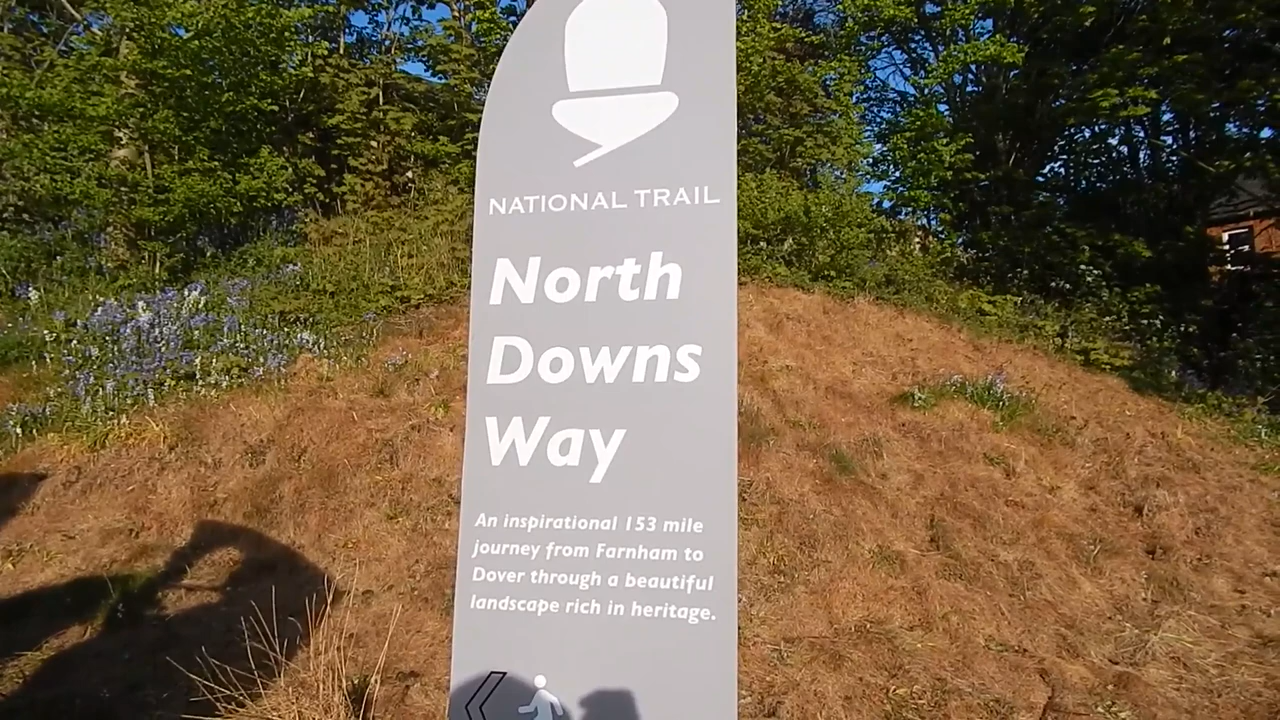 NATIONAL TRAIL
North
Downs
Way
An inspirational 153 mile
journey from Farnham to
Dover through a beautiful
landscape rich in heritage.